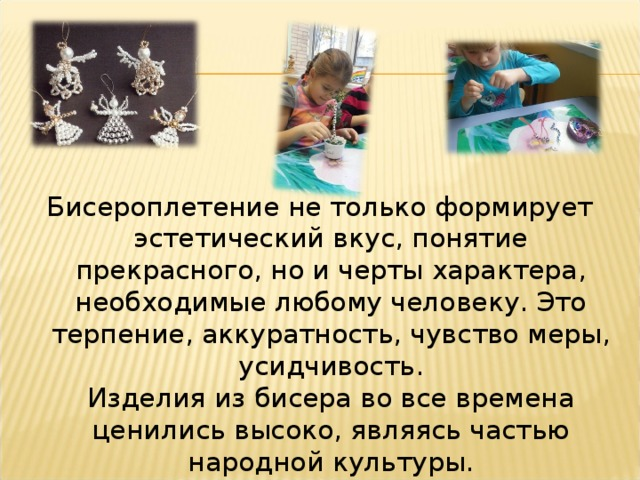 Бисероплетение не только формирует
эстетический вкус, понятие
прекрасного, но и черты характера,
необходимые любому человеку. Это
терпение, аккуратность, чувство меры,
усидчивость.
Изделия из бисера во все времена
ценились высоко, являясь частью
народной культуры.